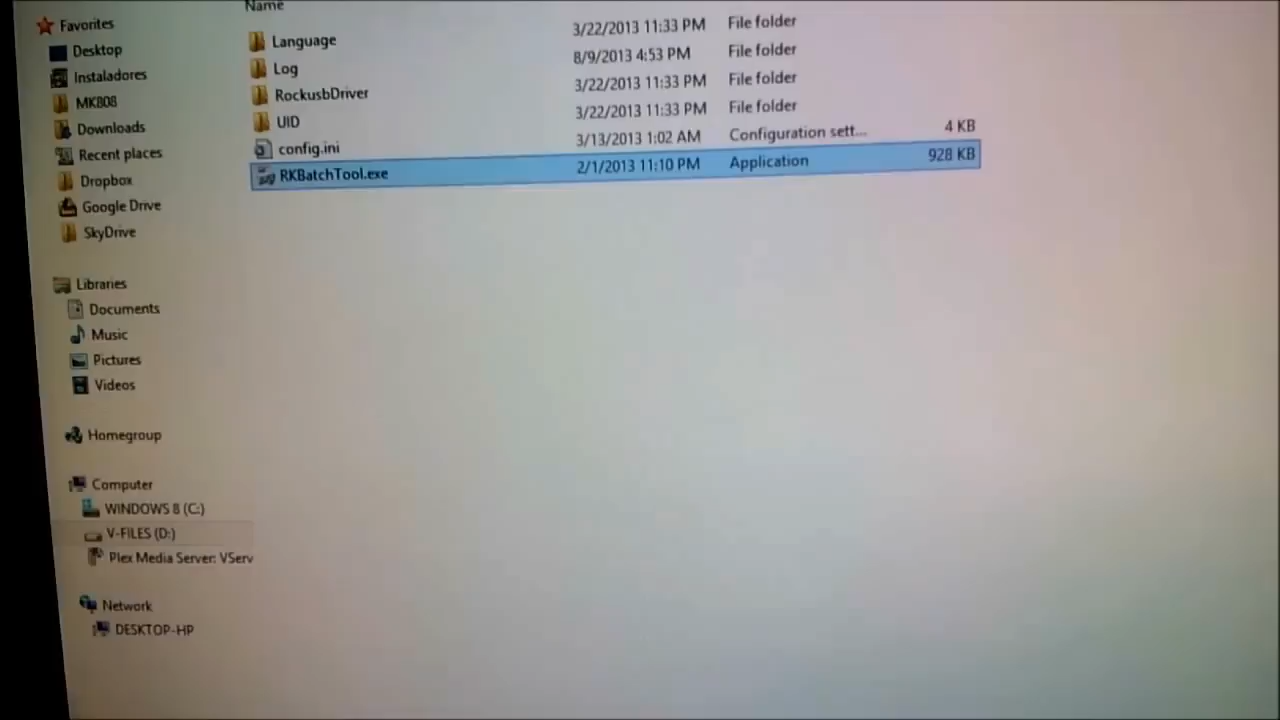 Name
Favorites
Desktop
Instaladores
MK808
Downloads
Recent places
Dropbox
Google Drive
SkyDrive
Libraries
Documents
Music
Pictures
Videos
Homegroup
Computer
WINDOWS 8 (C:)
V-FILES (D:)
Plex Media Server: VServ
Network
DESKTOP-HP
Language 3/22/2013 11:33 PM File folder
Log 8/9/2013 4:53 PM File folder
RockusbDriver 3/22/2013 11:33 PM File folder
UID 3/22/2013 11:33 PM File folder
config.ini 3/13/2013 1:02 AM Configuration sett... 4 KB
RKBatchTool.exe 2/1/2013 11:10 PM Application 928 KB